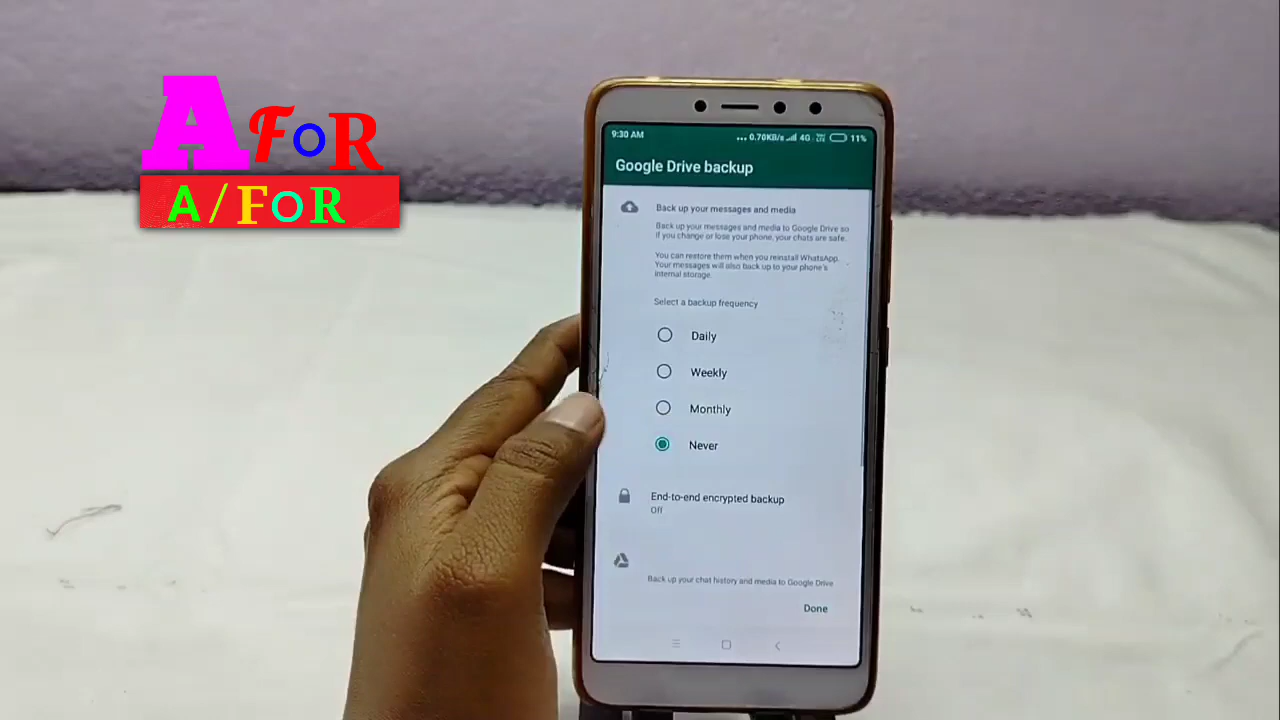 A FOR
A/FOR
9:30 AM ... 0.70KB/s 4G 11%
Google Drive backup
Back up your messages and media
Back up your messages and media to Google Drive so
if you change or lose your phone, your chats are safe.
You can restore them when you reinstall WhatsApp.
Your messages will also back up to your phone's
internal storage.
Select a backup frequency
Daily
Weekly
Monthly
Never
End-to-end encrypted backup
Off
Back up your chat history and media to Google Drive
Done